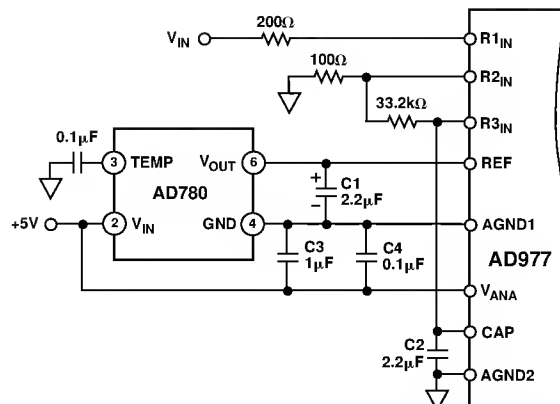 200Ω
V_IN
R1_IN
100Ω
R2_IN
33.2kΩ
R3_IN
0.1μF
3 TEMP
V_OUT 6
REF
AD780
+
C1
2.2μF
–
+5V
2 V_IN
GND 4
AGND1
C3
1μF
C4
0.1μF
AD977
V_ANA
CAP
C2
2.2μF
AGND2